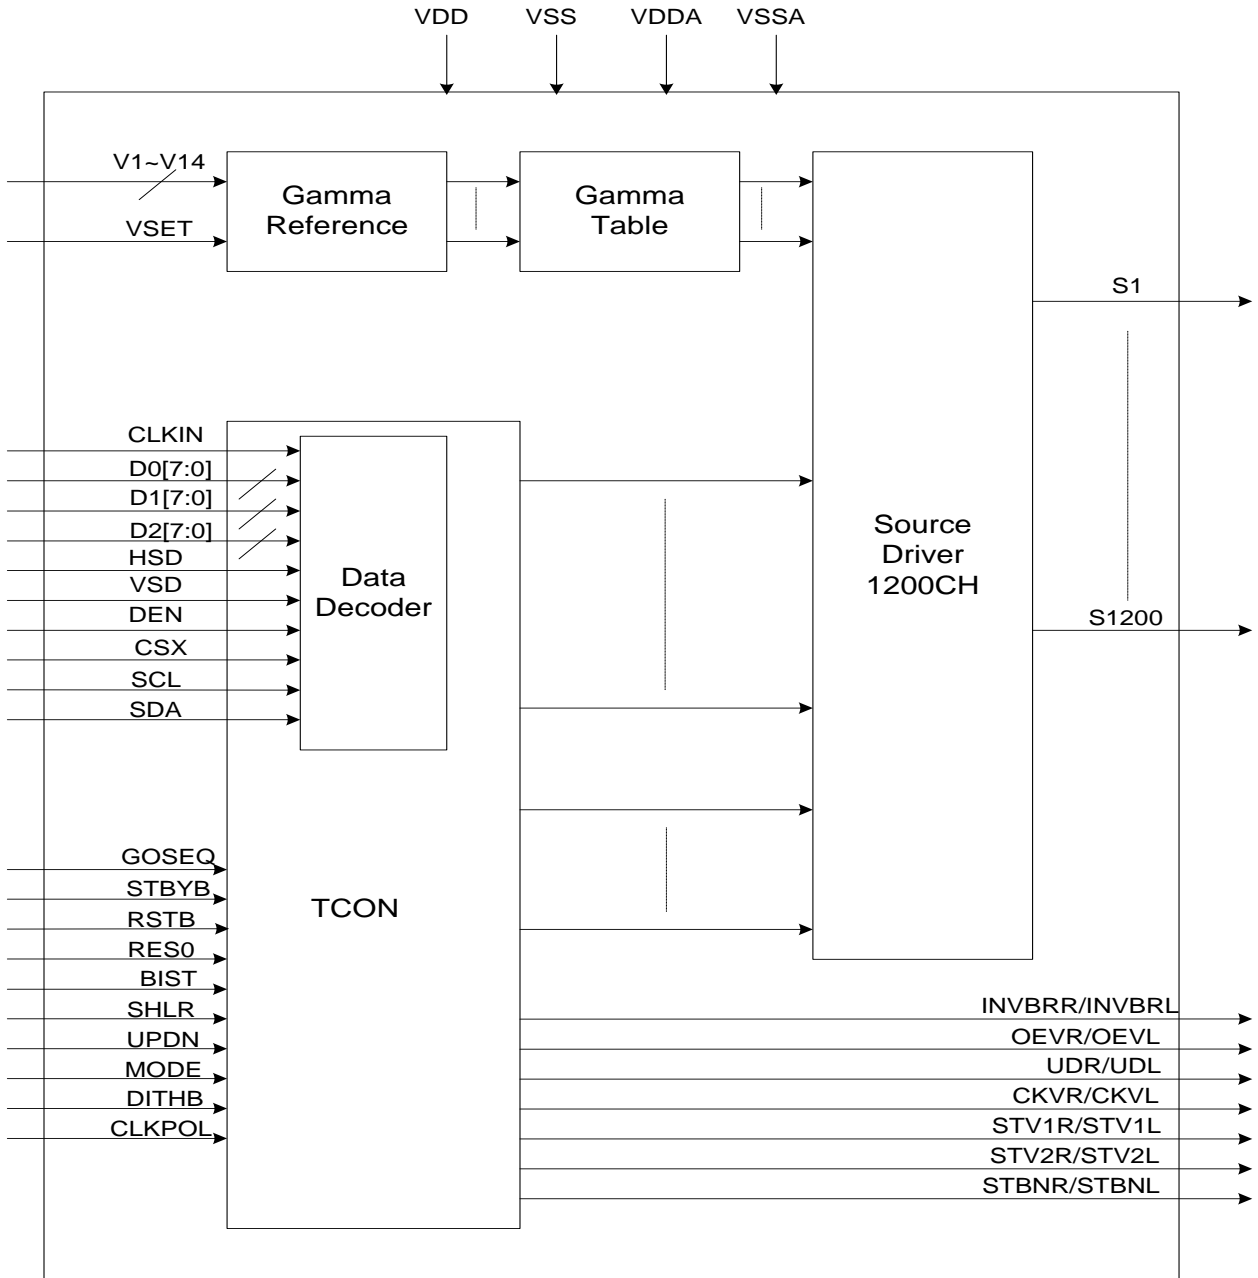 VDD VSS VDDA VSSA
V1~V14
VSET
Gamma
Reference
Gamma
Table
S1
CLKIN
D0[7:0]
D1[7:0]
D2[7:0]
HSD
VSD
DEN
CSX
SCL
SDA
Data
Decoder
Source
Driver
1200CH
S1200
GOSEQ
STBYB
RSTB
RES0
BIST
SHLR
UPDN
MODE
DITHB
CLKPOL
TCON
INVBRR/INVBRL
OEVR/OEVL
UDR/UDL
CKVR/CKVL
STV1R/STV1L
STV2R/STV2L
STBNR/STBNL